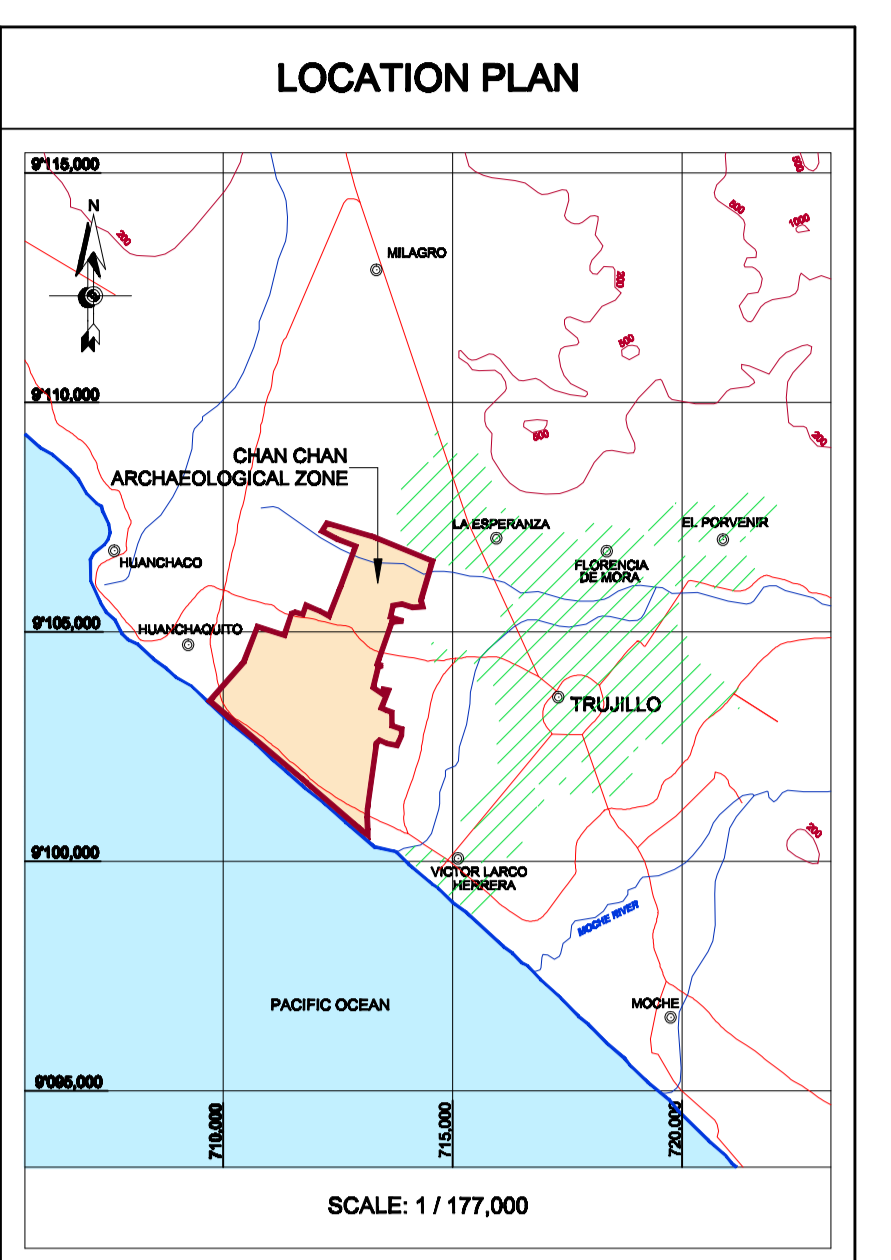 LOCATION PLAN
9'115,000
N
200
MILAGRO
500
500
1000
200
500
9'110,000
500
200
CHAN CHAN
ARCHAEOLOGICAL ZONE
LA ESPERANZA
EL PORVENIR
HUANCHACO
FLORENCIA
DE MORA
9'105,000
HUANCHAQUITO
TRUJILLO
200
9'100,000
VICTOR LARCO
HERRERA
MOCHE RIVER
PACIFIC OCEAN
MOCHE
9'095,000
710.000
715.000
720.000
SCALE: 1 / 177,000